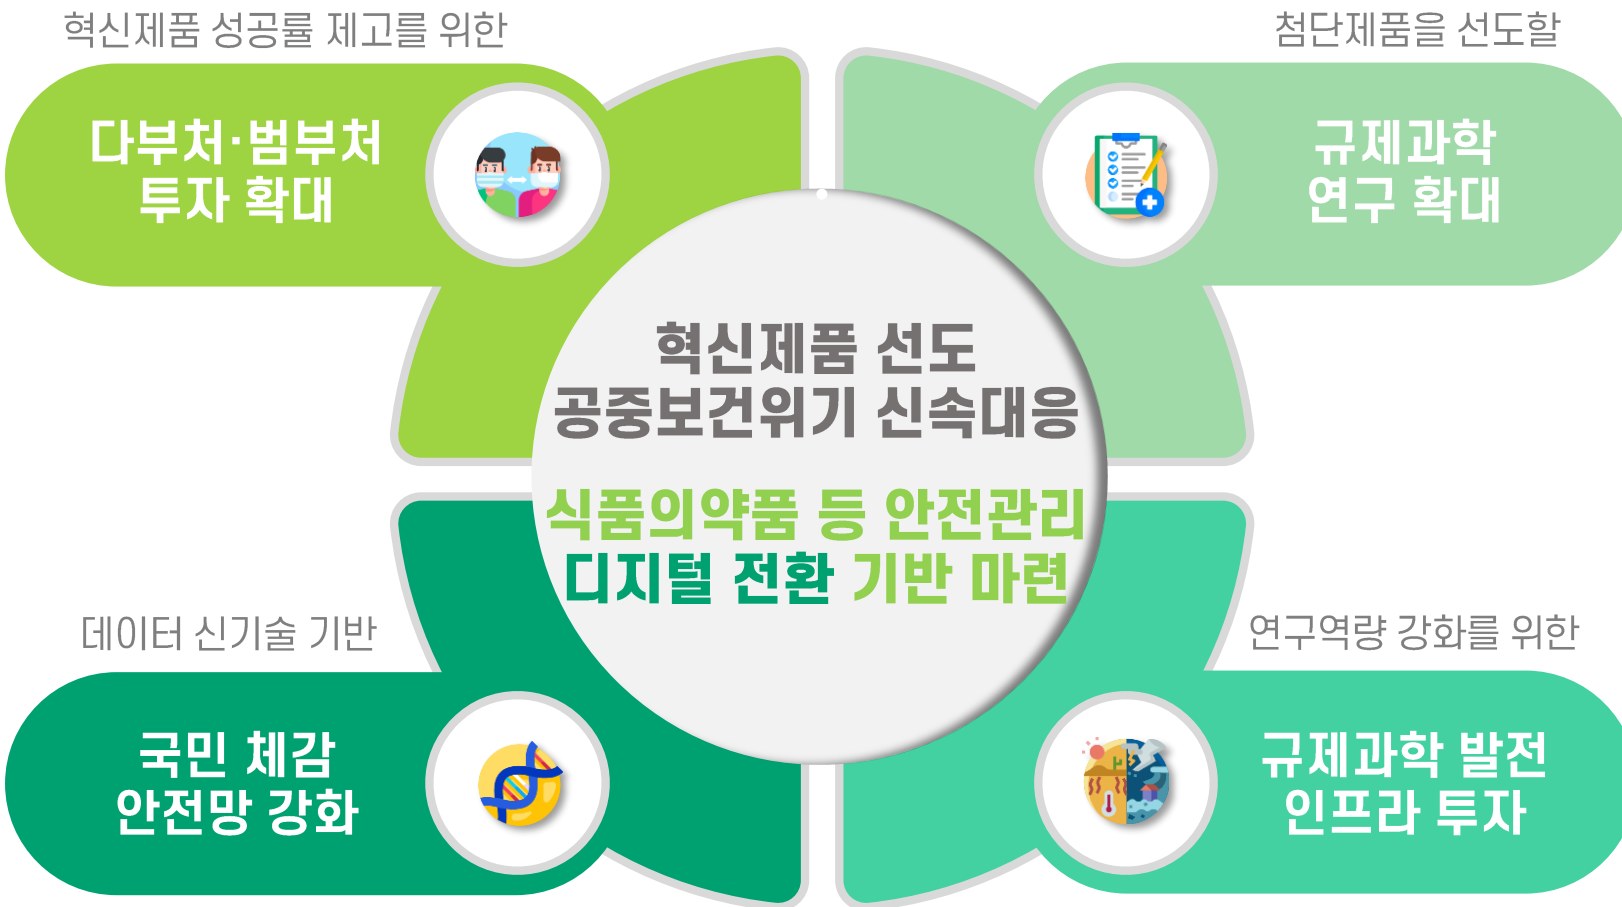 혁신제품 성공률 제고를 위한
다부처·범부처
투자 확대
첨단제품을 선도할
규제과학
연구 확대
혁신제품 선도
공중보건위기 신속대응
식품의약품 등 안전관리
디지털 전환 기반 마련
데이터 신기술 기반
국민 체감
안전망 강화
연구역량 강화를 위한
규제과학 발전
인프라 투자